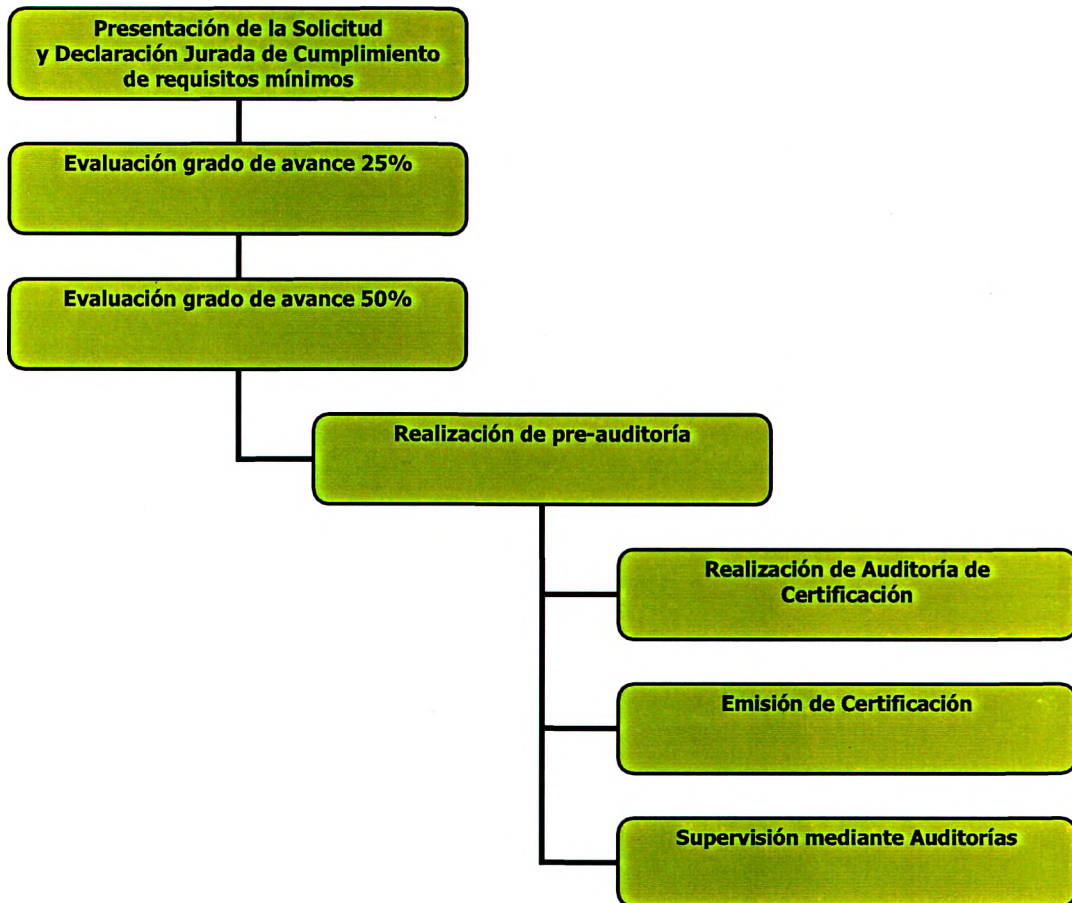 Presentación de la Solicitud
y Declaración Jurada de Cumplimiento
de requisitos mínimos
Evaluación grado de avance 25%
Evaluación grado de avance 50%
Realización de pre-auditoría
Realización de Auditoría de
Certificación
Emisión de Certificación
Supervisión mediante Auditorías